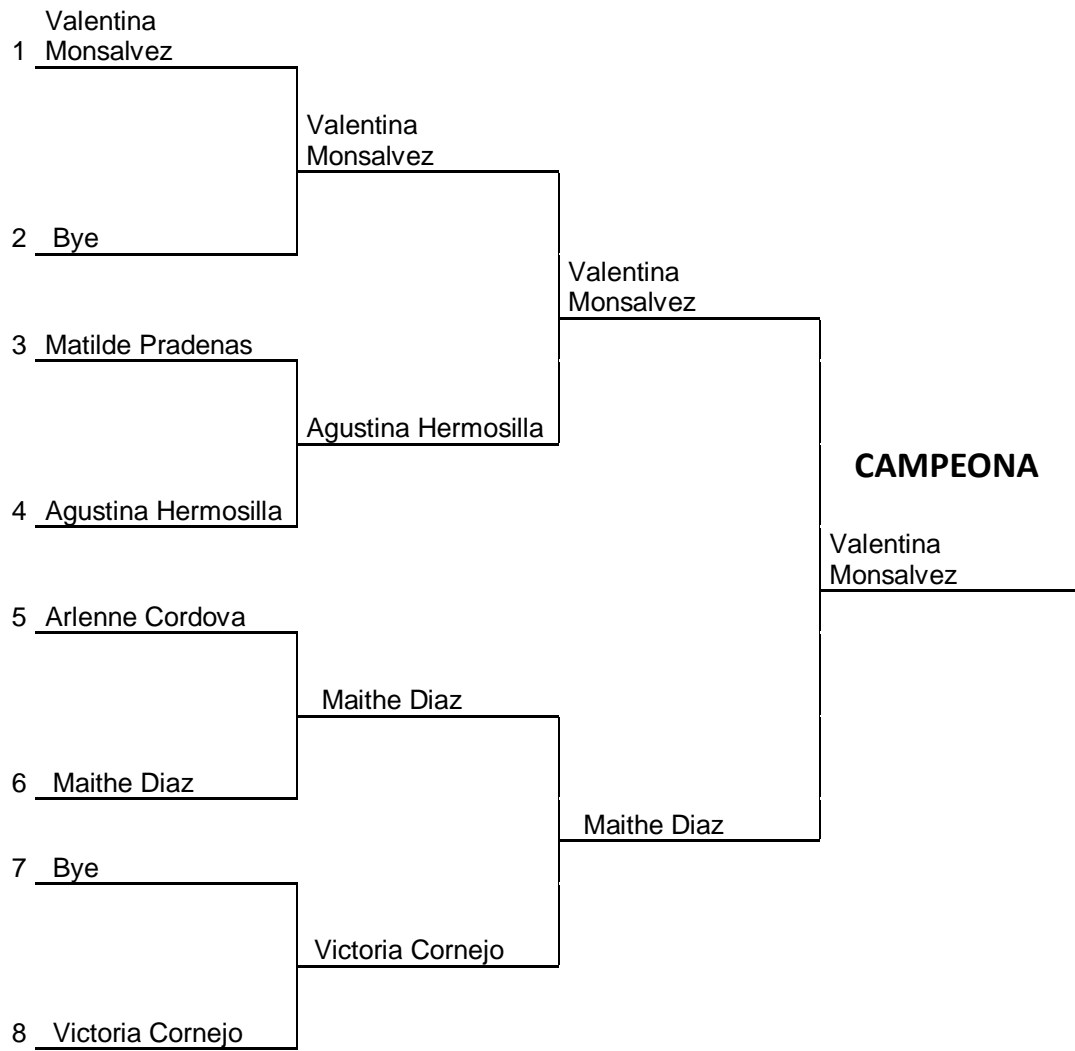 Valentina
1 Monsalvez
Valentina
Monsalvez
2 Bye
Valentina
Monsalvez
3 Matilde Pradenas
Agustina Hermosilla
CAMPEONA
4 Agustina Hermosilla
Valentina
Monsalvez
5 Arlenne Cordova
Maithe Diaz
6 Maithe Diaz
Maithe Diaz
7 Bye
Victoria Cornejo
8 Victoria Cornejo